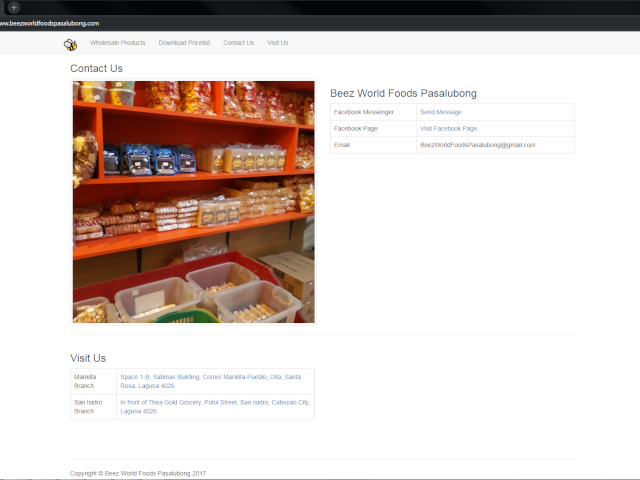 ww.beezworldfoodspasalubong.com
Wholesale Products Download Pricelist Contact Us Visit Us
Contact Us
Beez World Foods Pasalubong
Facebook Messenger Send Message
Facebook Page Visit Facebook Page
Email BeezWorldFoodsPasalubong@gmail.com
Visit Us
Marikita Branch
Space 1-B, Sabinas Building, Corner Marikita-Pueblo, Dita, Santa
Rosa, Laguna 4026
San Isidro Branch
In front of Thea Gold Grocery, Pulol Street, San Isidro, Cabuyao City,
Laguna 4026
Copyright © Beez World Foods Pasalubong 2017